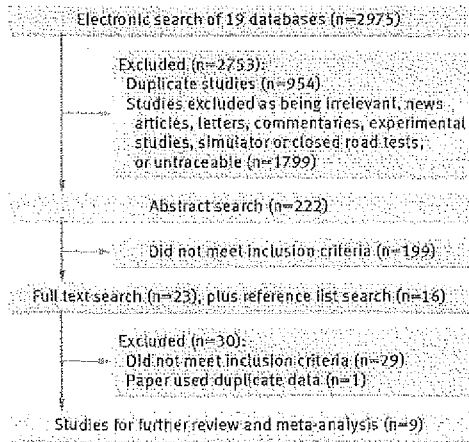 Electronic search of 19 databases (n=2975)
Excluded (n=2753):
Duplicate studies (n=954)
Studies excluded as being irrelevant, news
articles, letters, commentaries, experimental
studies, simulator or closed road tests,
or untraceable (n=1799)
Abstract search (n=222)
Did not meet inclusion criteria (n=199)
Full text search (n=23), plus reference list search (n=16)
Excluded (n=30):
Did not meet inclusion criteria (n=29)
Paper used duplicate data (n=1)
Studies for further review and meta-analysis (n=9)